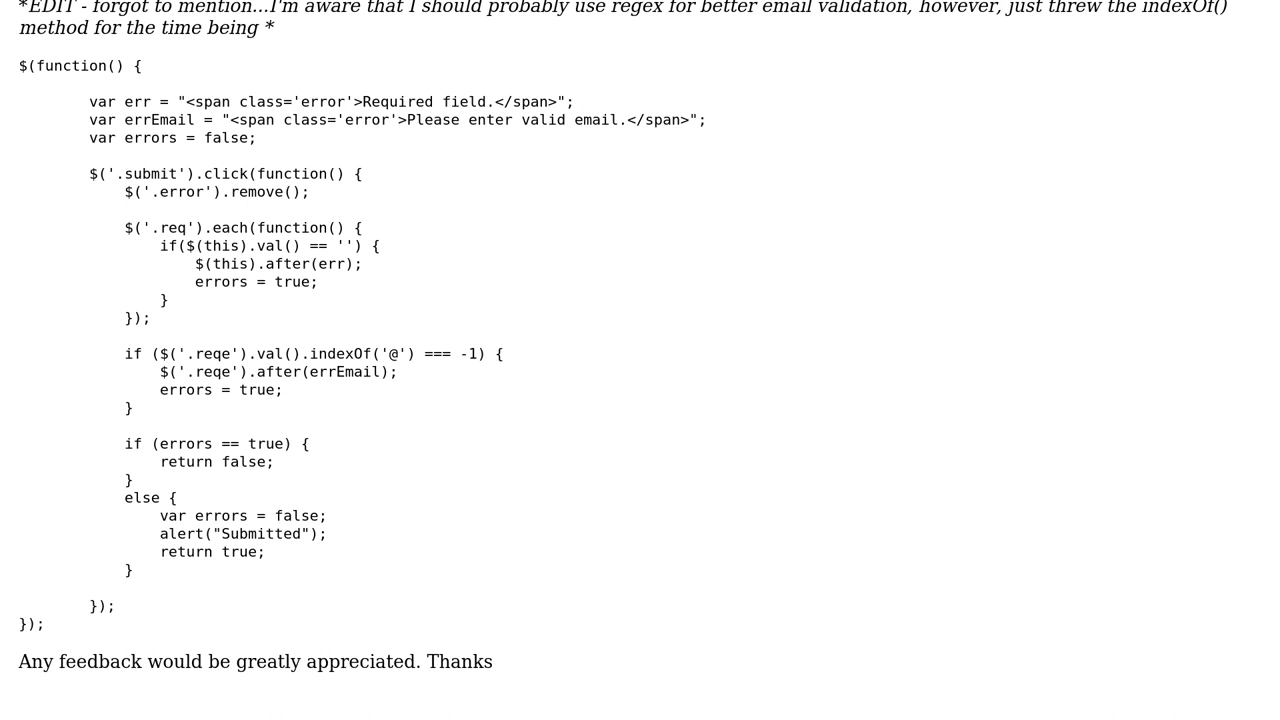 *EDIT - forgot to mention...I'm aware that I should probably use regex for better email validation, however, just threw the indexOf()
method for the time being *
$(function() {
var err = "<span class='error'>Required field.</span>";
var errEmail = "<span class='error'>Please enter valid email.</span>";
var errors = false;
$('.submit').click(function() {
$('.error').remove();
$('.req').each(function() {
if($(this).val() == '') {
$(this).after(err);
errors = true;
}
});
if ($('.reqe').val().indexOf('@') === -1) {
$('.reqe').after(errEmail);
errors = true;
}
if (errors == true) {
return false;
}
else {
var errors = false;
alert("Submitted");
return true;
}
});
});
Any feedback would be greatly appreciated. Thanks